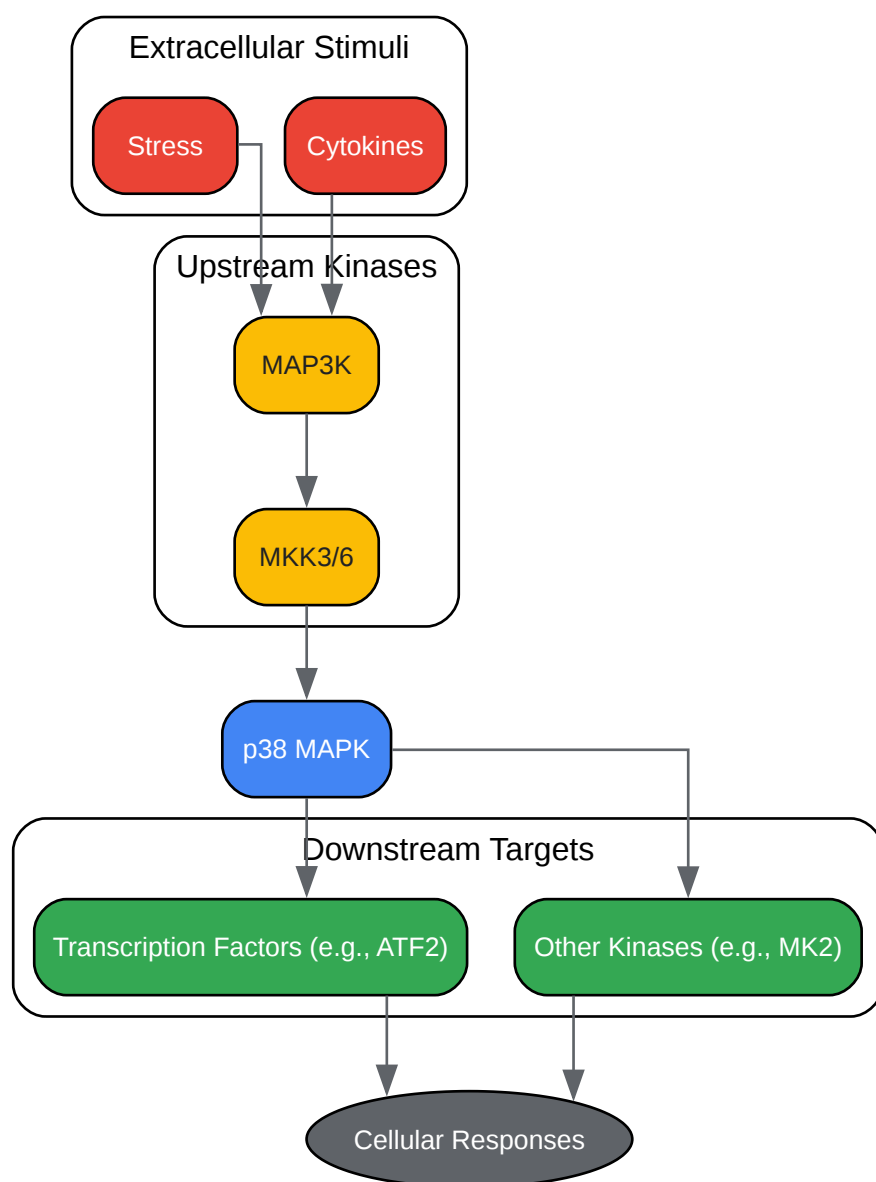 Extracellular Stimuli
Stress
Cytokines
Upstream Kinases
MAP3K
MKK3/6
p38 MAPK
Downstream Targets
Transcription Factors (e.g., ATF2)
Other Kinases (e.g., MK2)
Cellular Responses